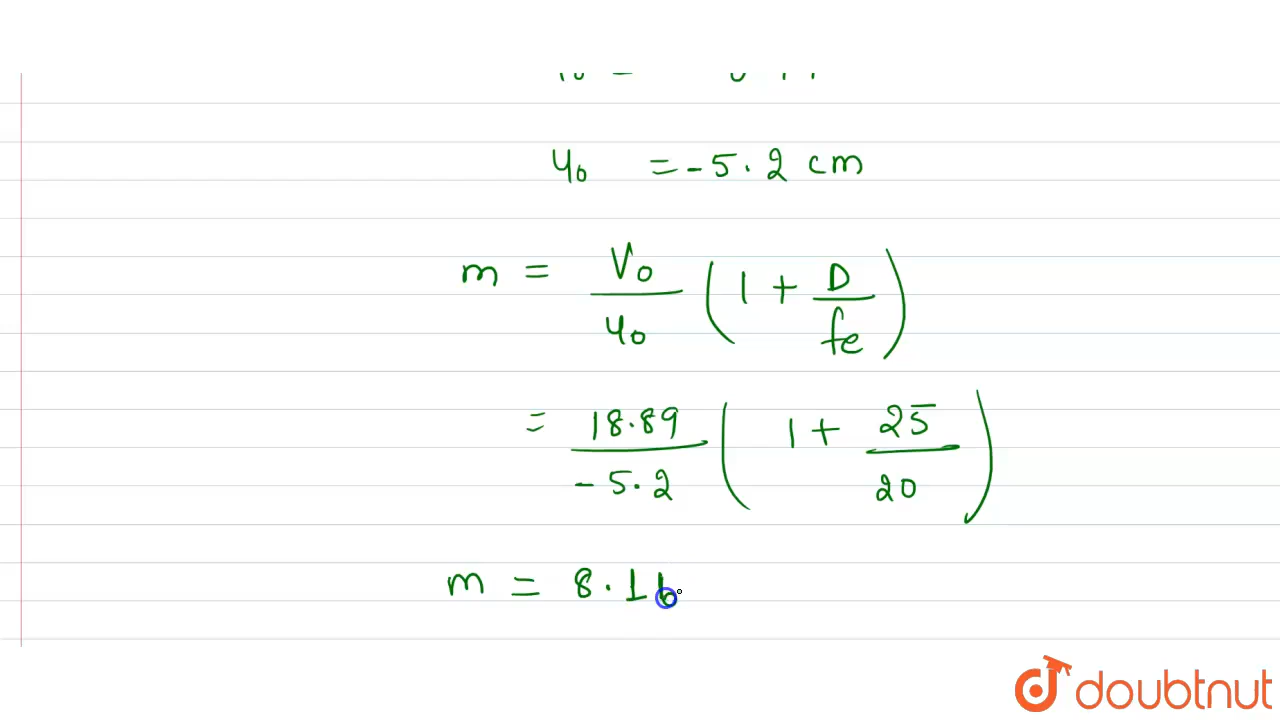 u₀ = -5.2 cm
m = V₀/u₀ (1 + D/fe)
= 18.89/-5.2 (1 + 25/20)
m = 8.16
doubtnut